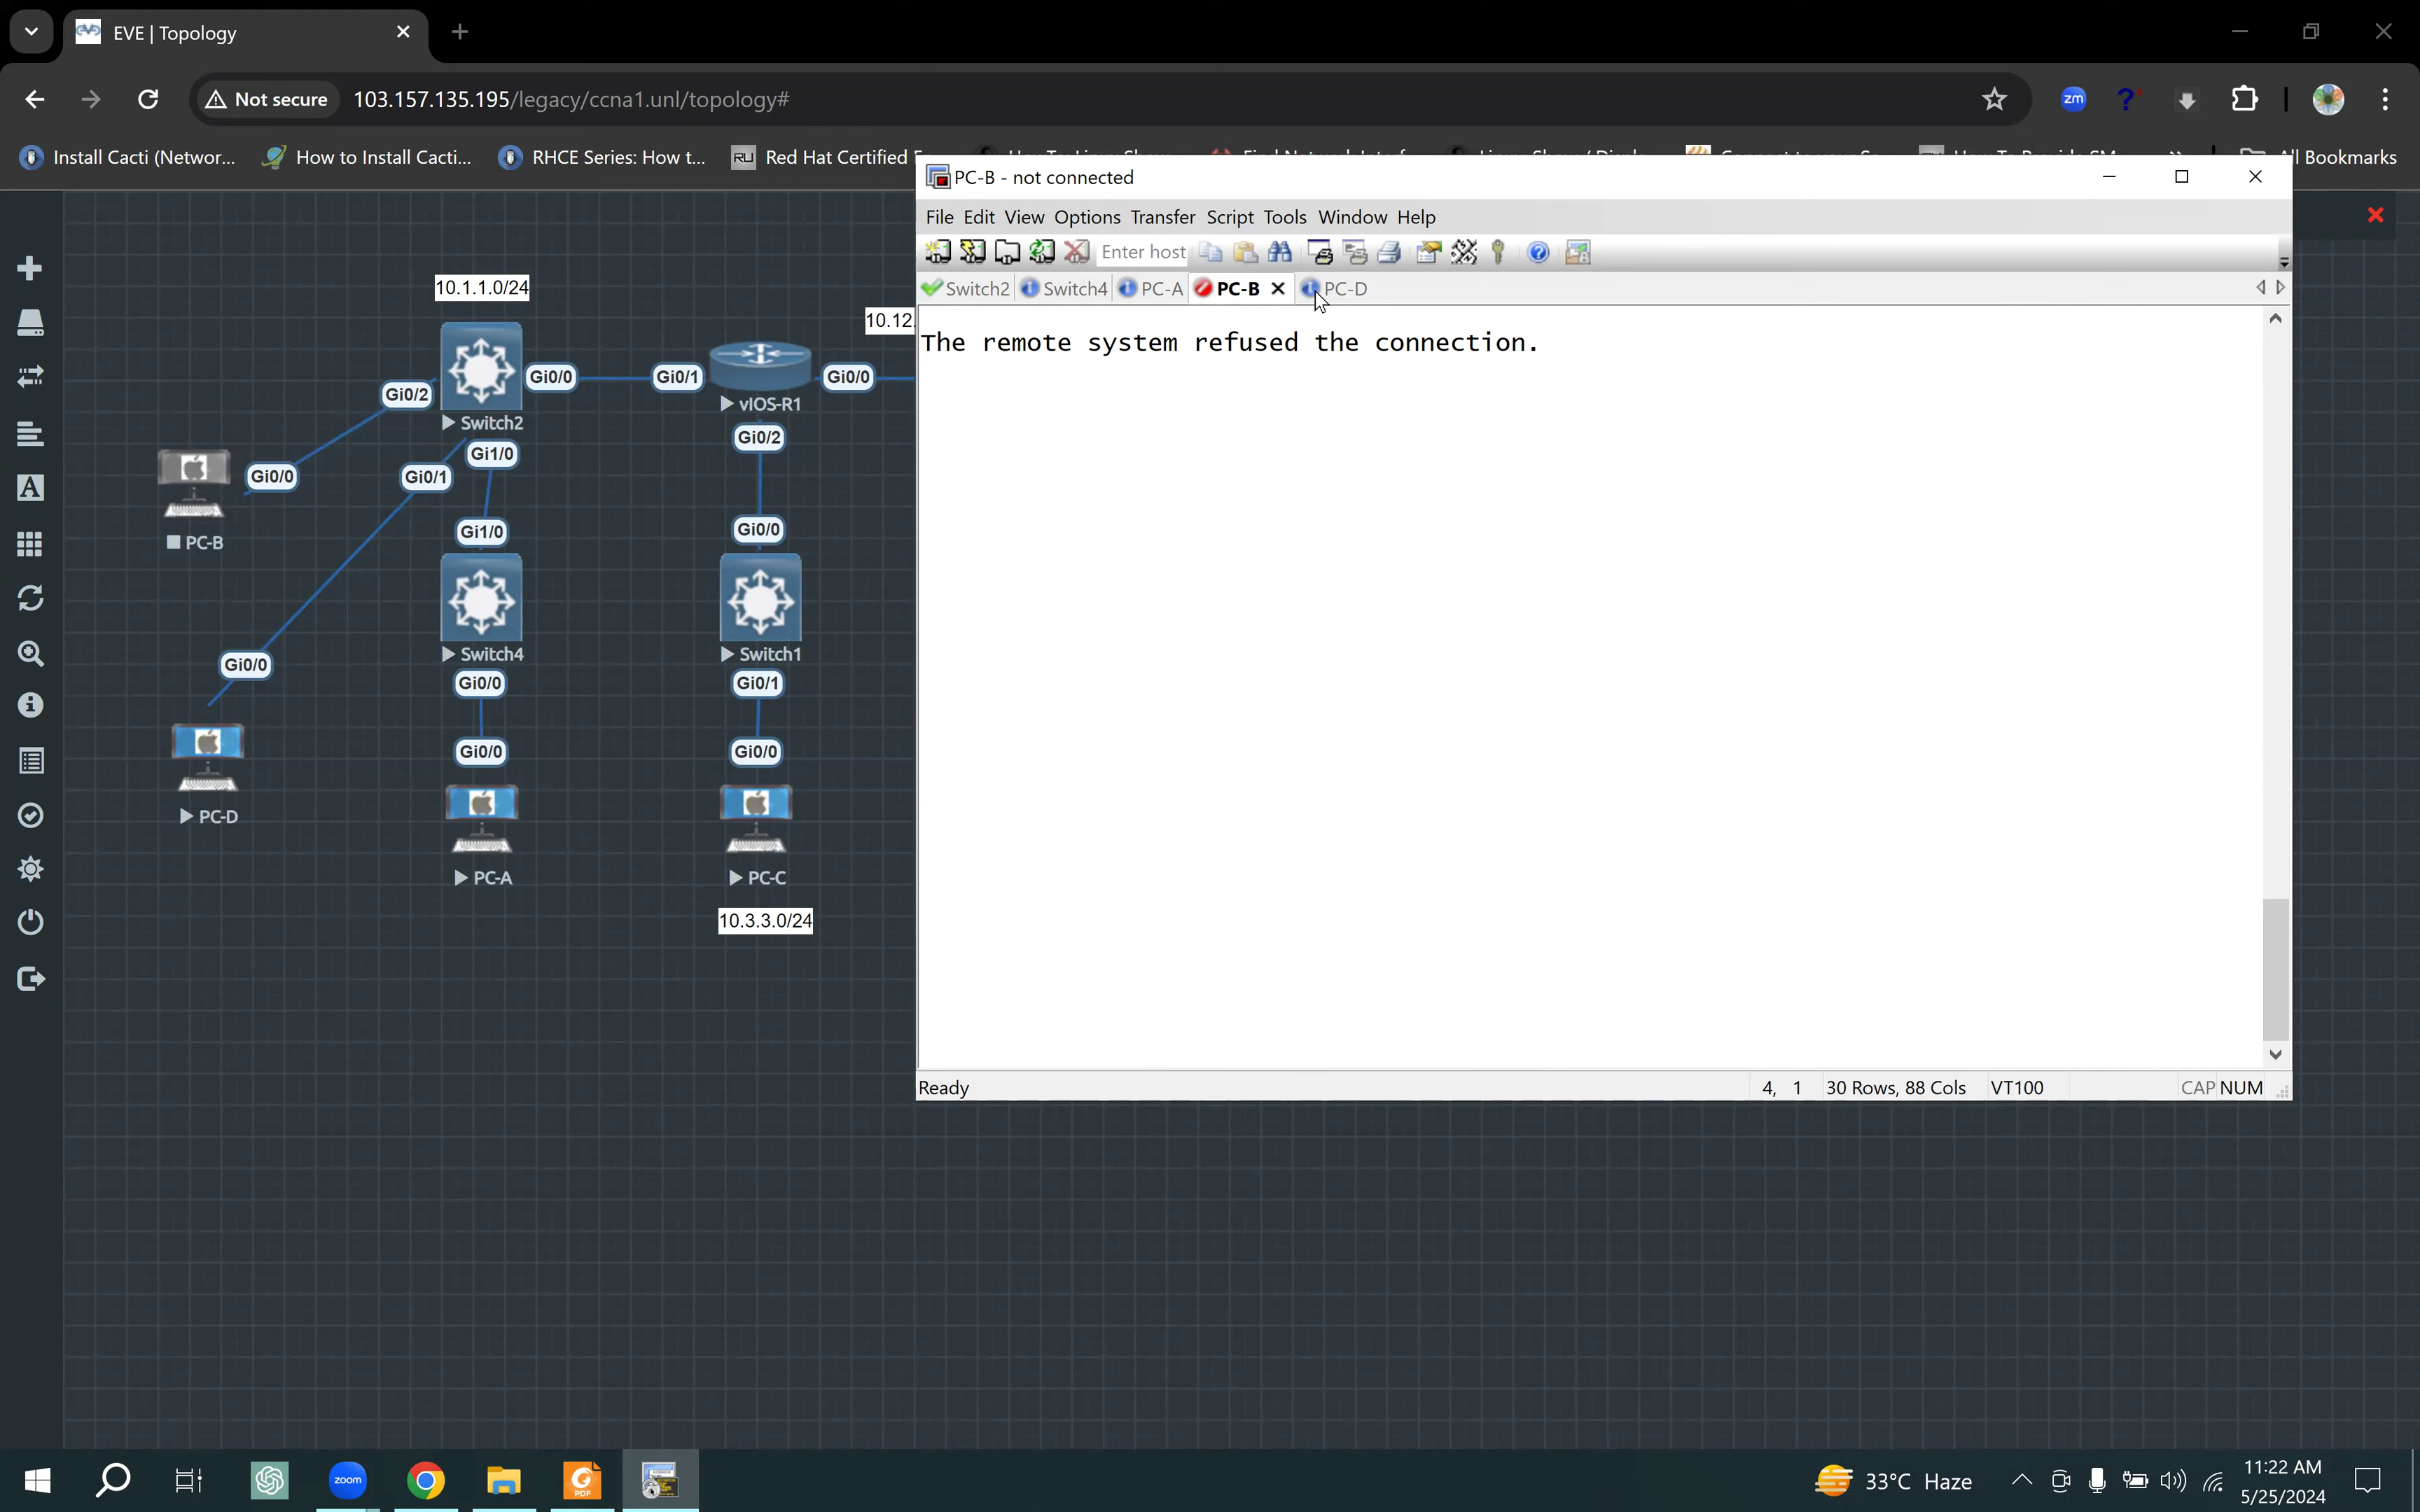 EVE | Topology
Not secure
103.157.135.195/legacy/ccna1.unl/topology#
zm
Install Cacti (Networ...
How to Install Cacti...
RHCE Series: How t...
RU
Red Hat Certified
All Bookmarks
PC-B - not connected
File Edit View Options Transfer Script Tools Window Help
Enter host
Switch2
Switch4
PC-A
PC-B
PC-D
The remote system refused the connection.
Ready
4, 1
30 Rows, 88 Cols
VT100
CAP NUM
10.1.1.0/24
10.12.
Gi0/2
Gi0/0
Gi0/1
Gi0/0
Switch2
vIOS-R1
Gi0/2
Gi1/0
Gi0/0
Gi0/1
PC-B
Gi1/0
Gi0/0
Gi0/0
Switch4
Switch1
Gi0/0
Gi0/1
Gi0/0
Gi0/0
PC-D
PC-A
PC-C
10.3.3.0/24
zoom
PDF
33°C Haze
11:22 AM
5/25/2024